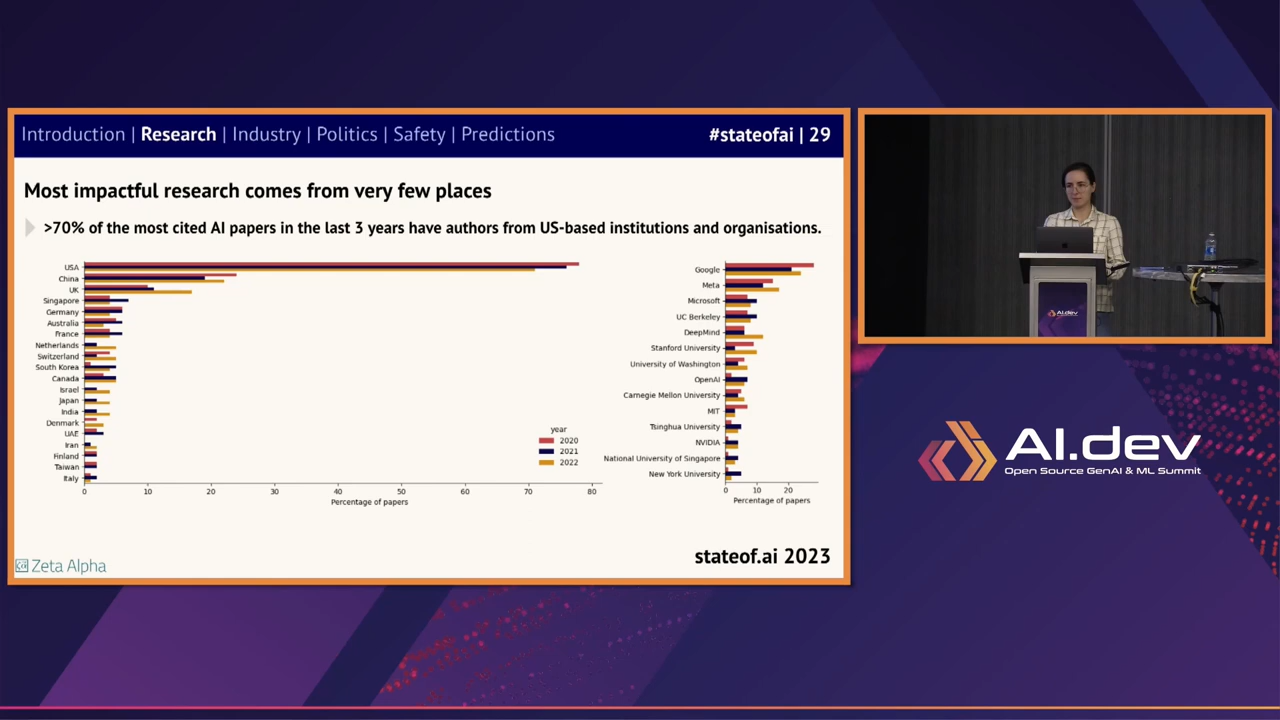 Introduction | Research | Industry | Politics | Safety | Predictions
#stateofai | 29
Most impactful research comes from very few places
>70% of the most cited AI papers in the last 3 years have authors from US-based institutions and organisations.
USA
China
UK
Singapore
Germany
Australia
France
Netherlands
Switzerland
South Korea
Canada
Israel
Japan
India
Denmark
UAE
Iran
Finland
Taiwan
Italy
0 10 20 30 40 50 60 70 80
Percentage of papers
year
2020
2021
2022
Google
Meta
Microsoft
UC Berkeley
DeepMind
Stanford University
University of Washington
OpenAI
Carnegie Mellon University
MIT
Tsinghua University
NVIDIA
National University of Singapore
New York University
0 10 20
Percentage of papers
Zeta Alpha
stateof.ai 2023
AI.dev
AI.dev
Open Source GenAI & ML Summit